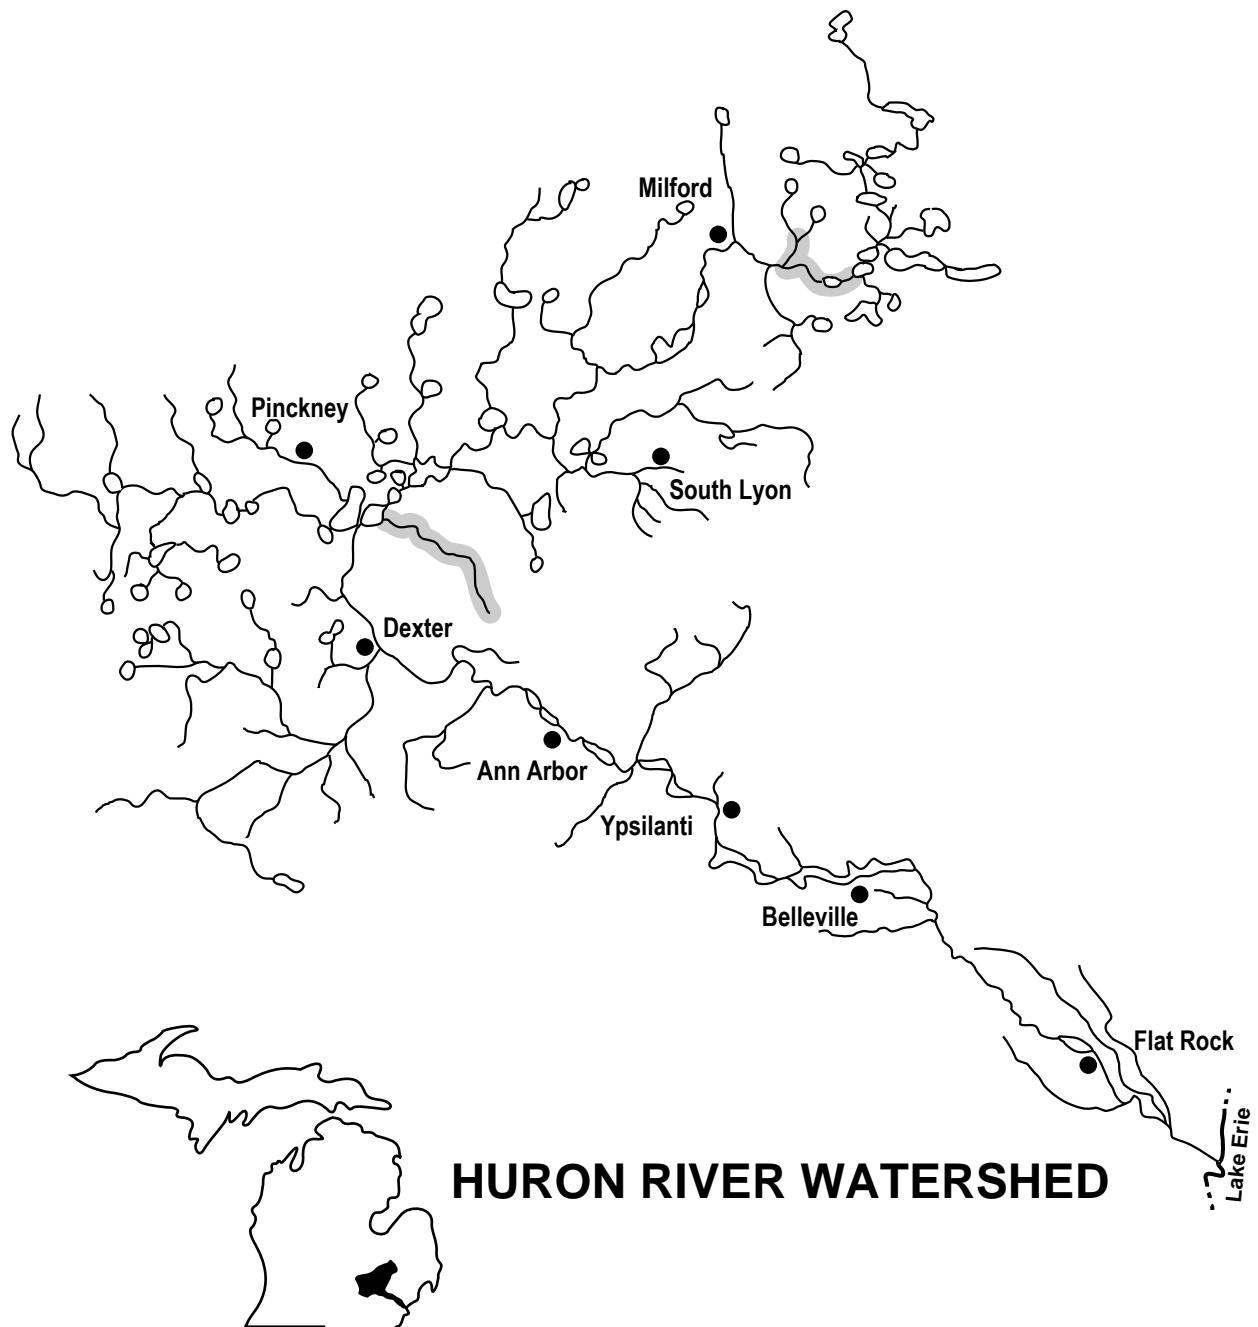 Milford
Pinckney
South Lyon
Dexter
Ann Arbor
Ypsilanti
Belleville
Flat Rock
Lake Erie
HURON RIVER WATERSHED